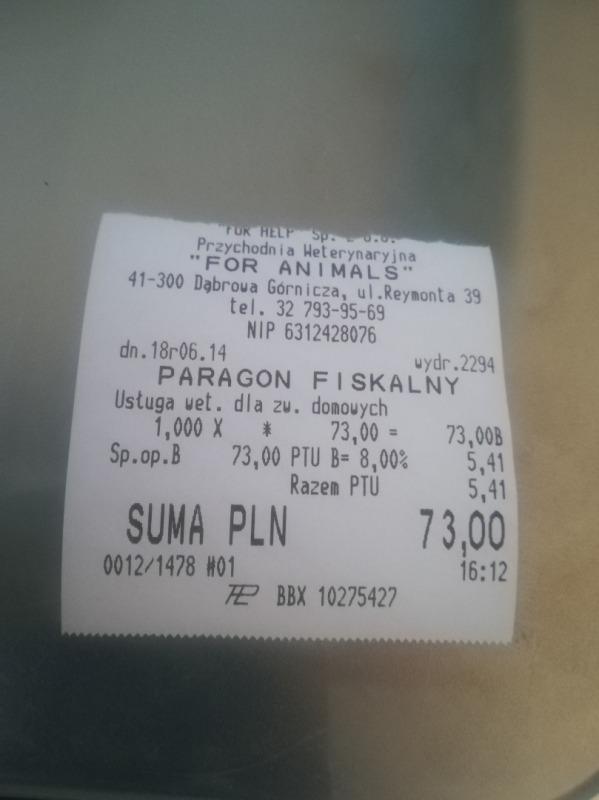 "FOR HELP" Sp. z o.o.
Przychodnia Weterynaryjna
"FOR ANIMALS"
41-300 Dąbrowa Górnicza, ul.Reymonta 39
tel. 32 793-95-69
NIP 6312428076
dn.18r06.14 wydr.2294
PARAGON FISKALNY
Usługa wet. dla zw. domowych
1,000 X * 73,00 = 73,00B
Sp.op.B 73,00 PTU B= 8,00% 5,41
Razem PTU 5,41
SUMA PLN 73,00
0012/1478 #01 16:12
BBX 10275427